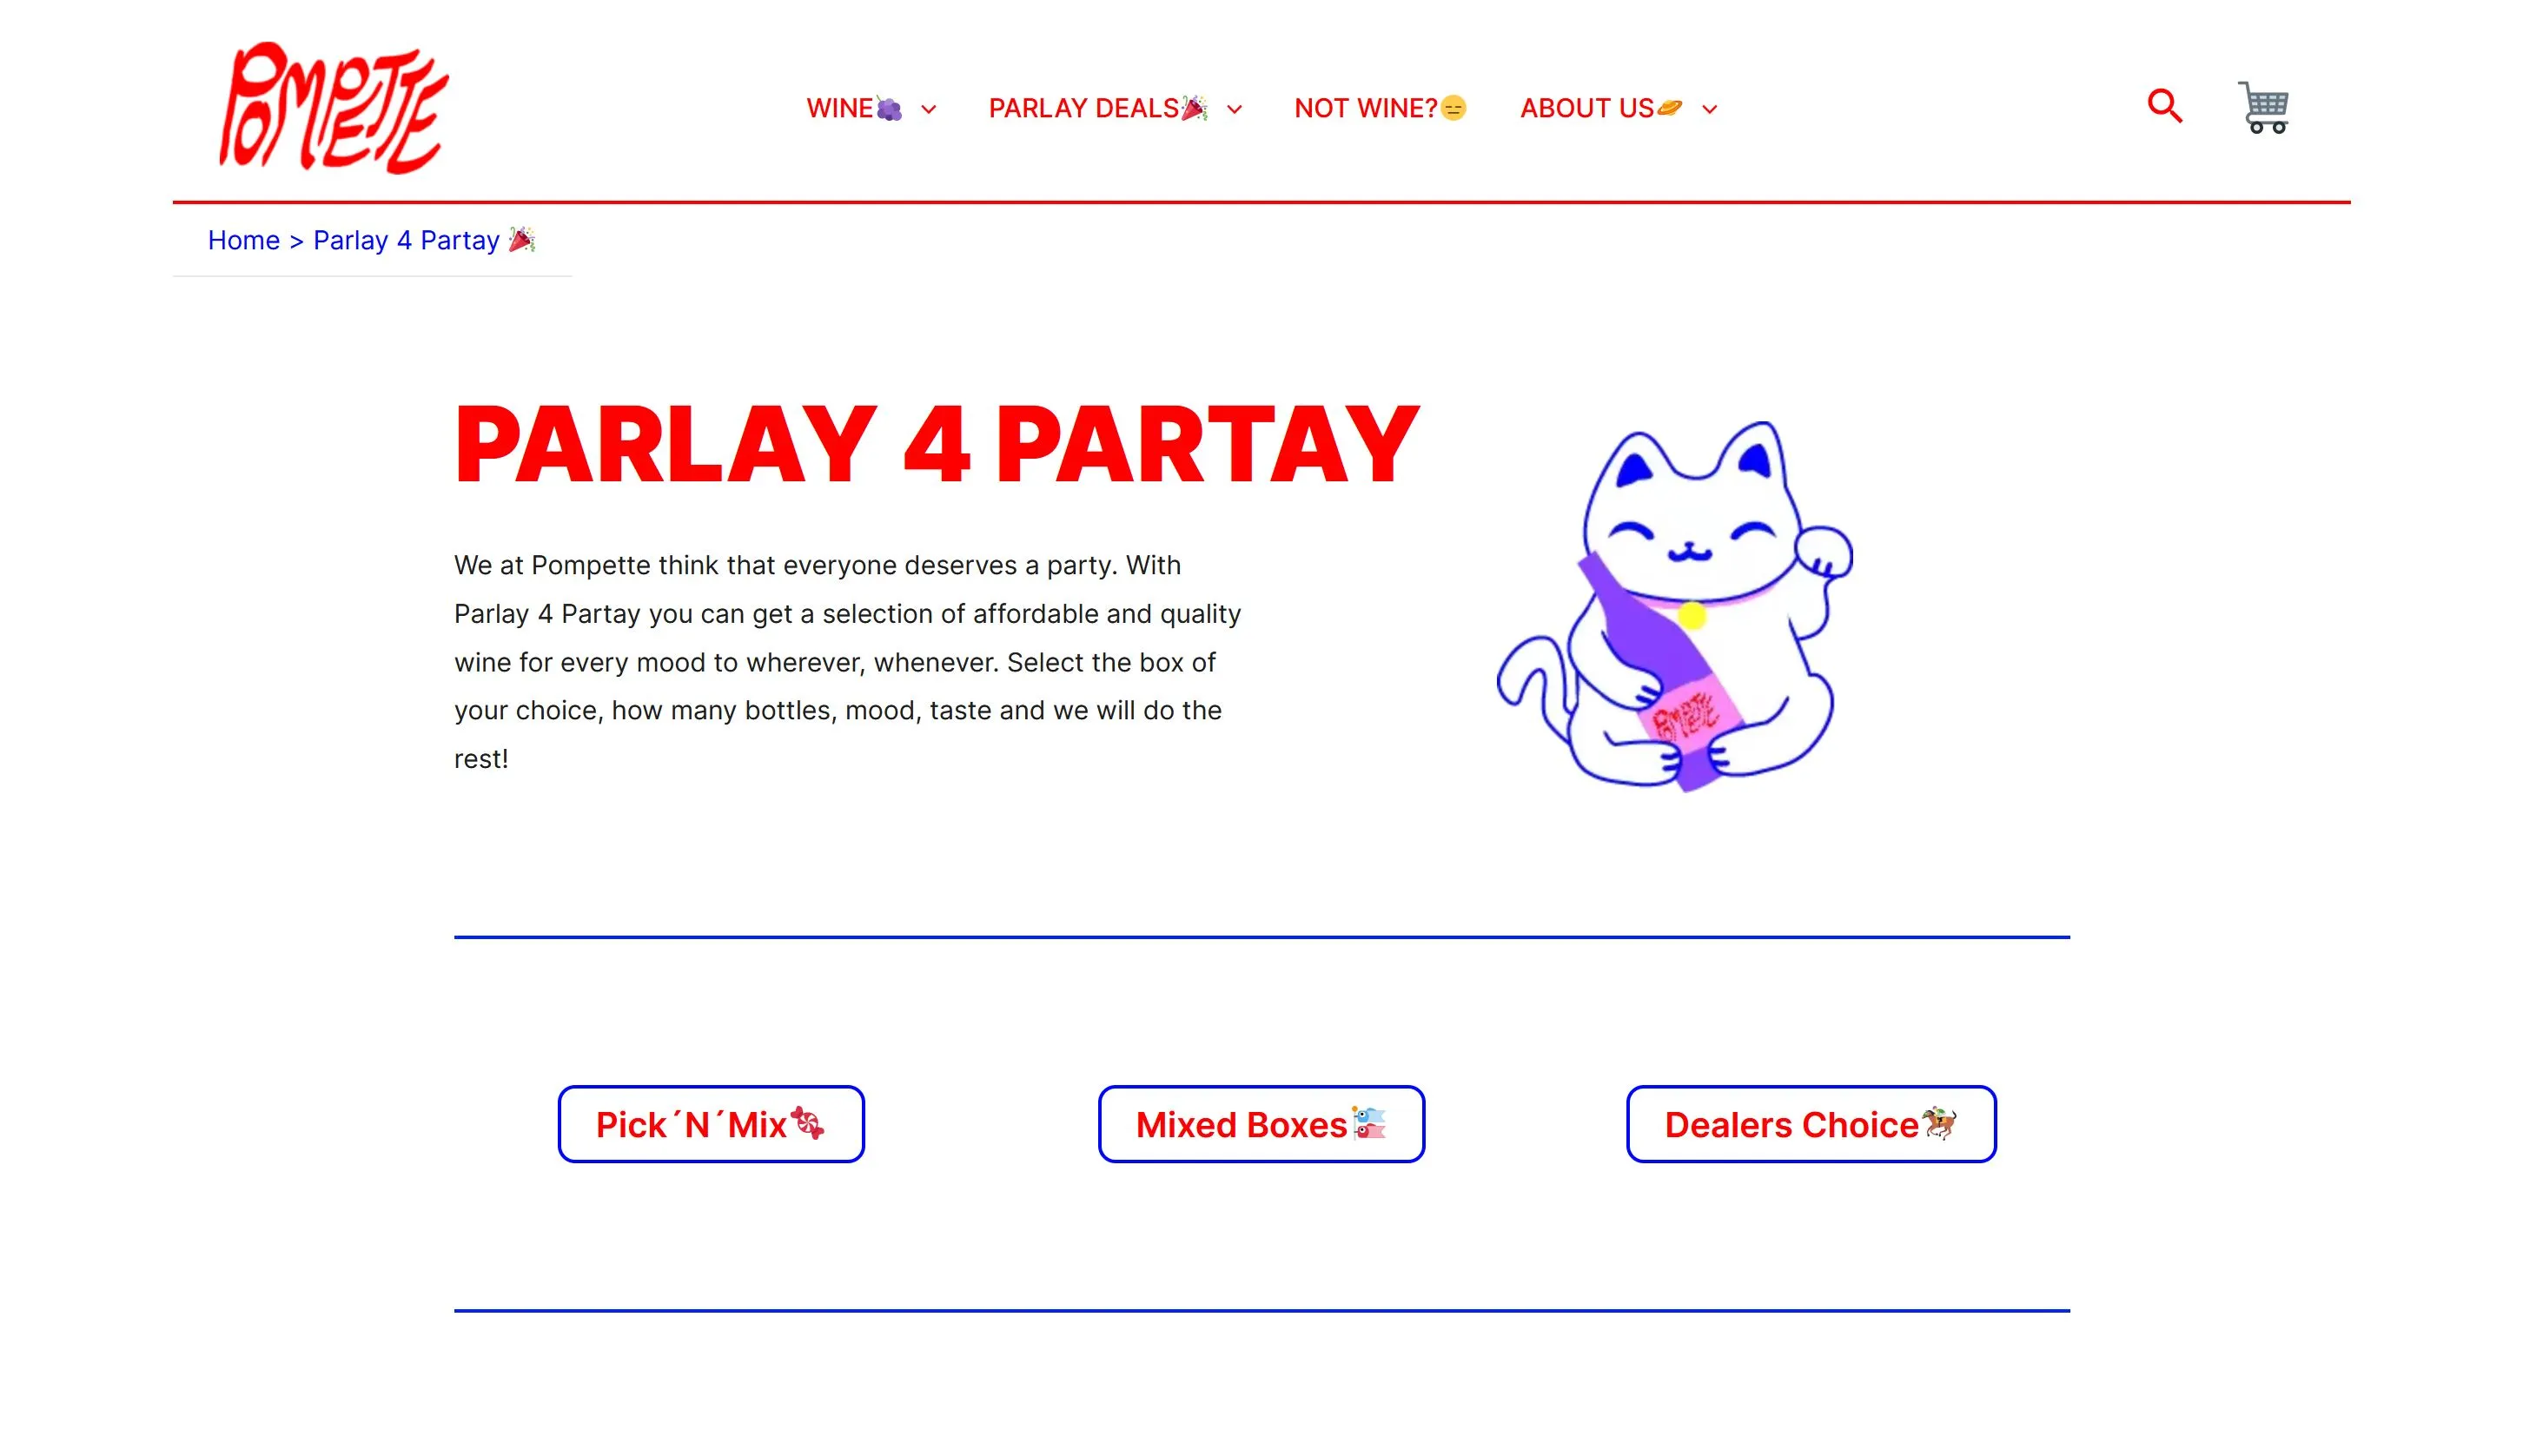 POMPETTE
WINE🍇
PARLAY DEALS🎉
NOT WINE?😑
ABOUT US🪐
Home > Parlay 4 Partay 🎉
PARLAY 4 PARTAY
We at Pompette think that everyone deserves a party. With
Parlay 4 Partay you can get a selection of affordable and quality
wine for every mood to wherever, whenever. Select the box of
your choice, how many bottles, mood, taste and we will do the
rest!
POMPETTE
Pick´N´Mix🍬
Mixed Boxes🎏
Dealers Choice🏇